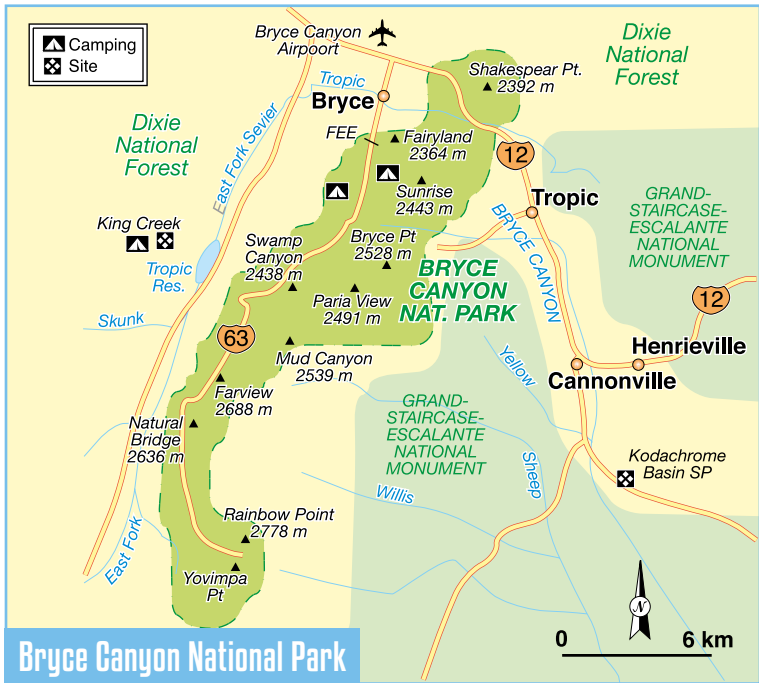 Camping
Site
Bryce Canyon
Airpoort
Dixie
National
Forest
Shakespear Pt.
2392 m
Tropic
Bryce
FEE
Fairyland
2364 m
12
Dixie
National
Forest
East Fork Sevier
Sunrise
2443 m
Tropic
GRAND-
STAIRCASE-
ESCALANTE
NATIONAL
MONUMENT
King Creek
Swamp
Canyon
2438 m
Bryce Pt
2528 m
BRYCE CANYON
Tropic
Res.
BRYCE
CANYON
NAT. PARK
Paria View
2491 m
12
Skunk
63
Mud Canyon
2539 m
Yellow
Henrieville
Cannonville
Farview
2688 m
GRAND-
STAIRCASE-
ESCALANTE
NATIONAL
MONUMENT
Natural
Bridge
2636 m
Kodachrome
Basin SP
Sheep
Willis
Rainbow Point
2778 m
East Fork
Yovimpa
Pt
N
0 6 km
Bryce Canyon National Park